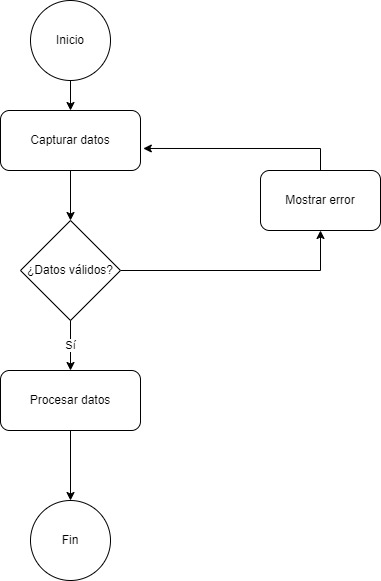 Inicio
Capturar datos
Mostrar error
¿Datos válidos?
Sí
Procesar datos
Fin